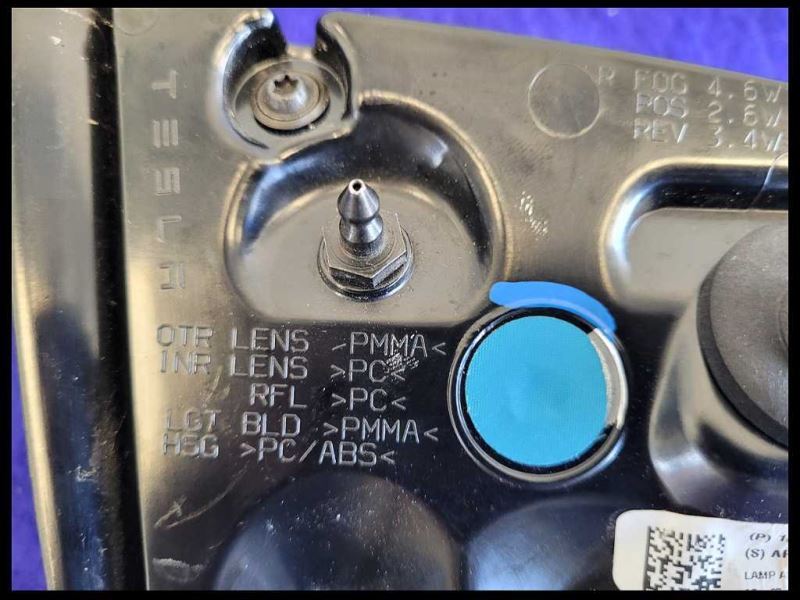 TESLA
R FOG 4.6W
POS 2.6W
REV 3.4W
OTR LENS >PMMA<
INR LENS >PC<
RFL >PC<
LGT BLD >PMMA<
HSG >PC/ABS<
(P)
(S)
LAMP